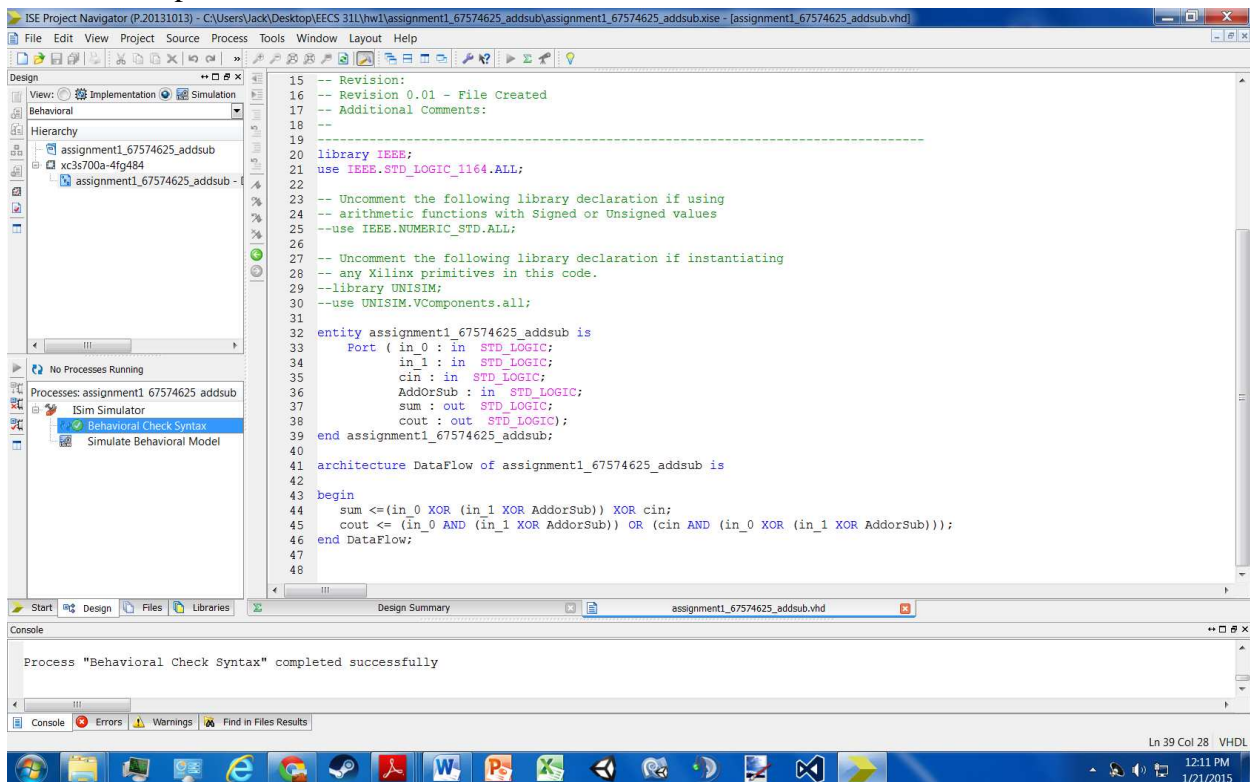 ISE Project Navigator (P.20131013) - C:\Users\Jack\Desktop\EECS 31L\hw1\assignment1_67574625_addsub\assignment1_67574625_addsub.xise - [assignment1_67574625_addsub.vhd]
File Edit View Project Source Process Tools Window Layout Help
Design
View: Implementation Simulation
Behavioral
Hierarchy
assignment1_67574625_addsub
xc3s700a-4fg484
assignment1_67574625_addsub -
No Processes Running
Processes: assignment1_67574625_addsub
ISim Simulator
Behavioral Check Syntax
Simulate Behavioral Model
15 -- Revision:
16 -- Revision 0.01 - File Created
17 -- Additional Comments:
18 --
19 ----------------------------------------------------------------------------------
20 library IEEE;
21 use IEEE.STD_LOGIC_1164.ALL;
22
23 -- Uncomment the following library declaration if using
24 -- arithmetic functions with Signed or Unsigned values
25 --use IEEE.NUMERIC_STD.ALL;
26
27 -- Uncomment the following library declaration if instantiating
28 -- any Xilinx primitives in this code.
29 --library UNISIM;
30 --use UNISIM.VComponents.all;
31
32 entity assignment1_67574625_addsub is
33 Port ( in_0 : in STD_LOGIC;
34 in_1 : in STD_LOGIC;
35 cin : in STD_LOGIC;
36 AddOrSub : in STD_LOGIC;
37 sum : out STD_LOGIC;
38 cout : out STD_LOGIC);
39 end assignment1_67574625_addsub;
40
41 architecture DataFlow of assignment1_67574625_addsub is
42
43 begin
44 sum <=(in_0 XOR (in_1 XOR AddorSub)) XOR cin;
45 cout <= (in_0 AND (in_1 XOR AddorSub)) OR (cin AND (in_0 XOR (in_1 XOR AddorSub)));
46 end DataFlow;
47
48
Start Design Files Libraries
Design Summary assignment1_67574625_addsub.vhd
Console
Process "Behavioral Check Syntax" completed successfully
Console Errors Warnings Find in Files Results
Ln 39 Col 28 VHDL
12:11 PM
1/21/2015